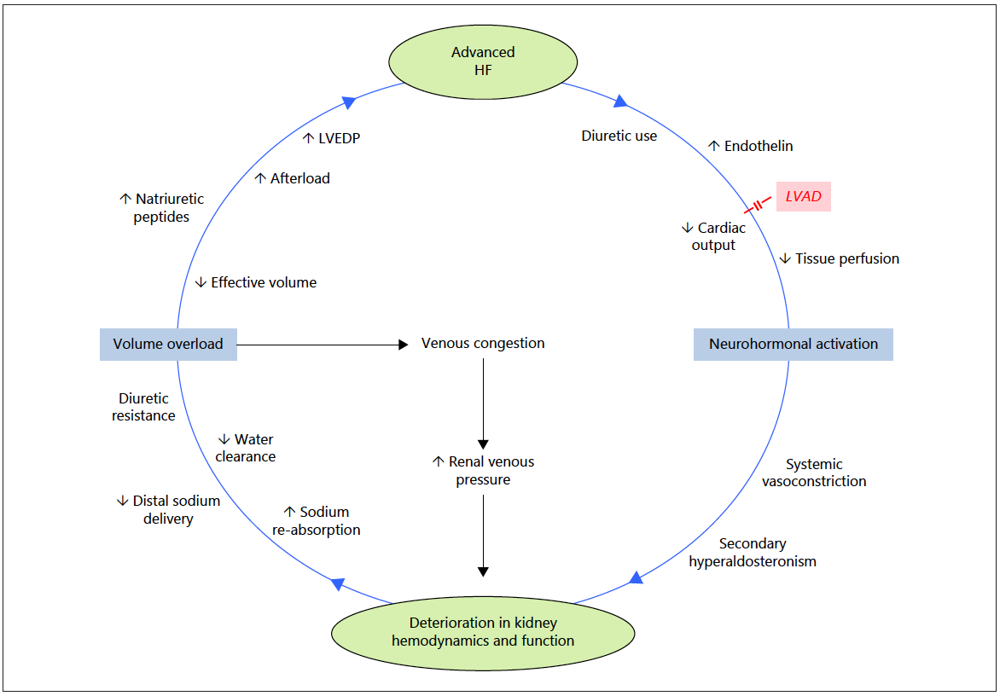 Advanced
HF
Diuretic use
↑ Endothelin
LVAD
↓ Cardiac
output
↓ Tissue perfusion
Neurohormonal activation
Systemic
vasoconstriction
Secondary
hyperaldosteronism
Deterioration in kidney
hemodynamics and function
↑ Sodium
re-absorption
↓ Distal sodium
delivery
↓ Water
clearance
Diuretic
resistance
Volume overload
↓ Effective volume
↑ Natriuretic
peptides
↑ Afterload
↑ LVEDP
Venous congestion
↑ Renal venous
pressure